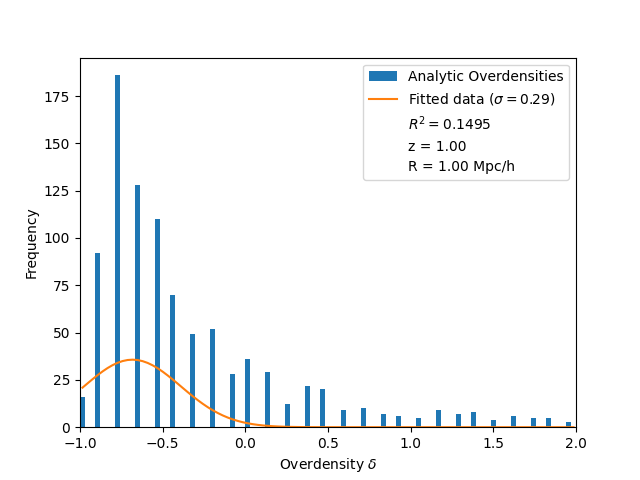 Analytic Overdensities
Fitted data (σ = 0.29)
R² = 0.1495
z = 1.00
R = 1.00 Mpc/h
Frequency
175
150
125
100
75
50
25
0
−1.0 −0.5 0.0 0.5 1.0 1.5 2.0
Overdensity δ